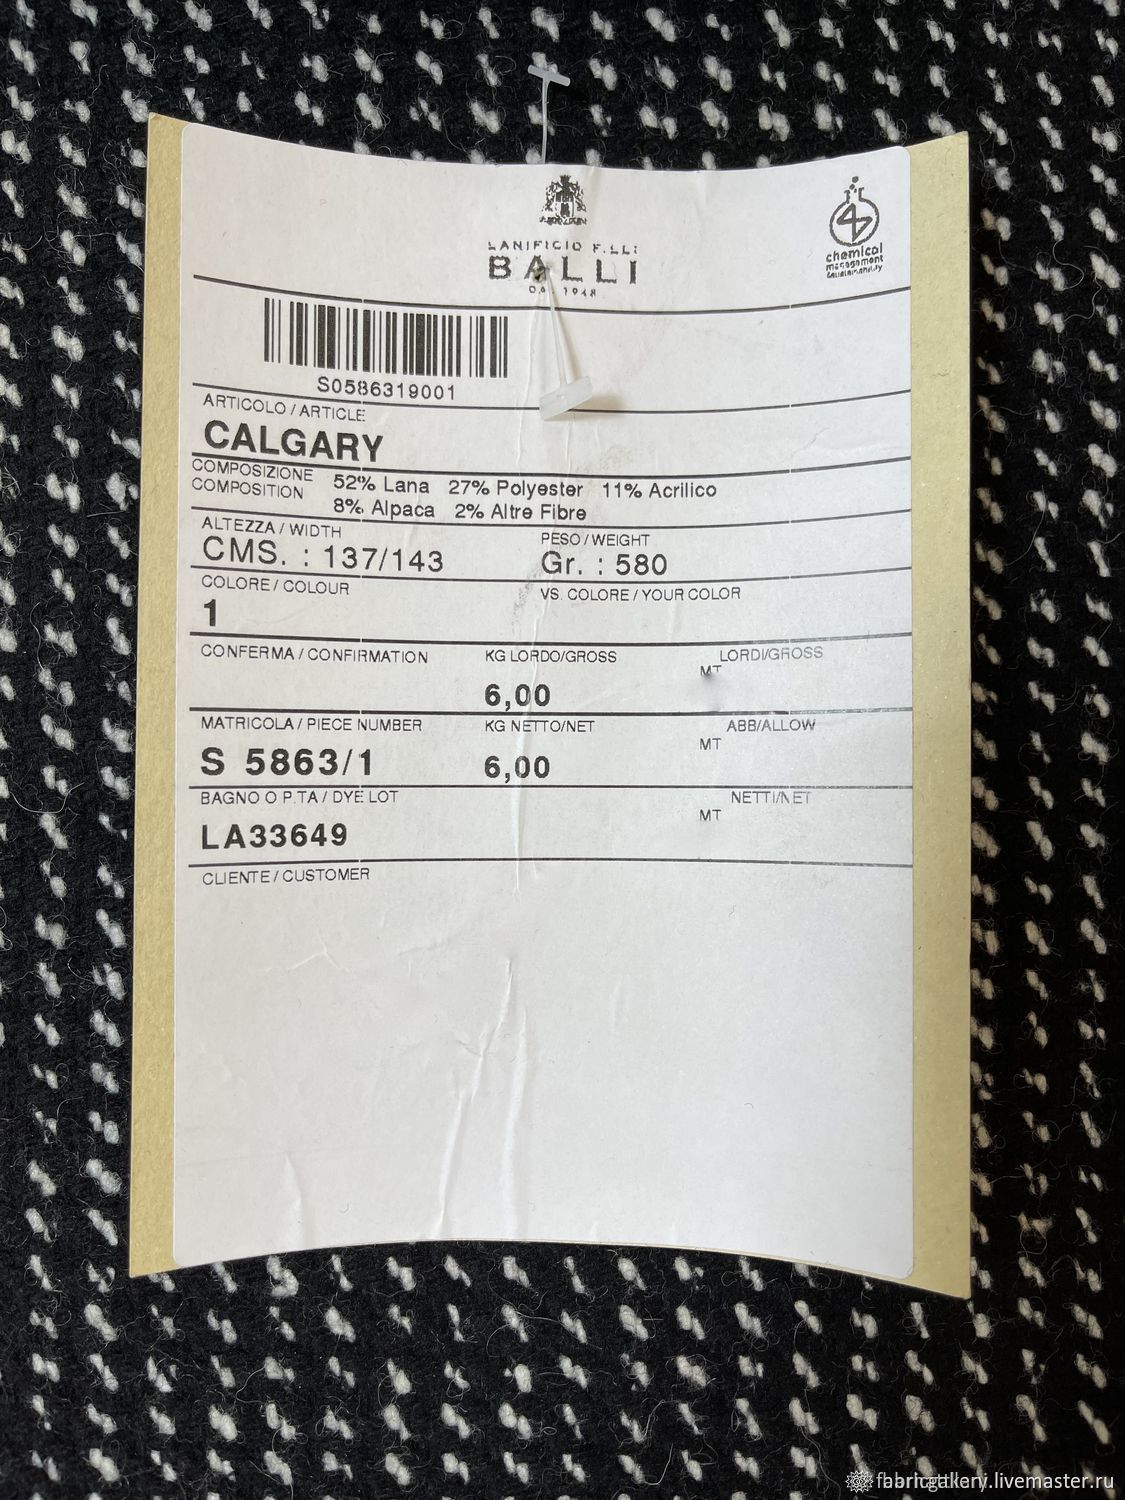 LANIFICIO F.LLI
BALLI
DAL 1948
chemical
management
&sustainability
S0586319001
ARTICOLO / ARTICLE
CALGARY
COMPOSIZIONE
COMPOSITION
52% Lana 27% Polyester 11% Acrilico
8% Alpaca 2% Altre Fibre
ALTEZZA / WIDTH
PESO / WEIGHT
CMS. : 137/143
Gr. : 580
COLORE / COLOUR
VS. COLORE / YOUR COLOR
1
CONFERMA / CONFIRMATION
KG LORDO/GROSS
LORDI/GROSS
MT
6,00
MATRICOLA / PIECE NUMBER
KG NETTO/NET
ABB/ALLOW
MT
S 5863/1
6,00
BAGNO O P.TA / DYE LOT
NETTI/NET
MT
LA33649
CLIENTE / CUSTOMER
livemaster.ru